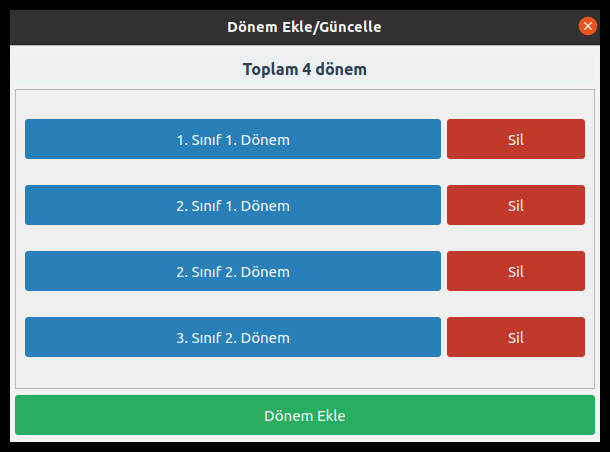 Dönem Ekle/Güncelle
Toplam 4 dönem
1. Sınıf 1. Dönem
Sil
2. Sınıf 1. Dönem
Sil
2. Sınıf 2. Dönem
Sil
3. Sınıf 2. Dönem
Sil
Dönem Ekle